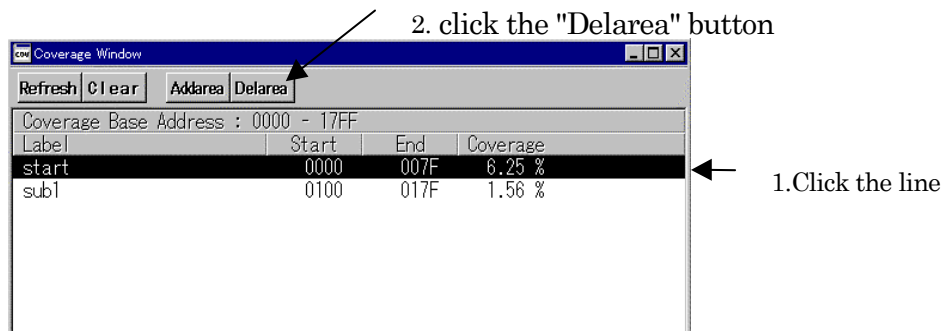 2. click the "Delarea" button
cov Coverage Window
Refresh Clear Addarea Delarea
Coverage Base Address : 0000 - 17FF
Label Start End Coverage
start 0000 007F 6.25 %
1.Click the line
sub1 0100 017F 1.56 %